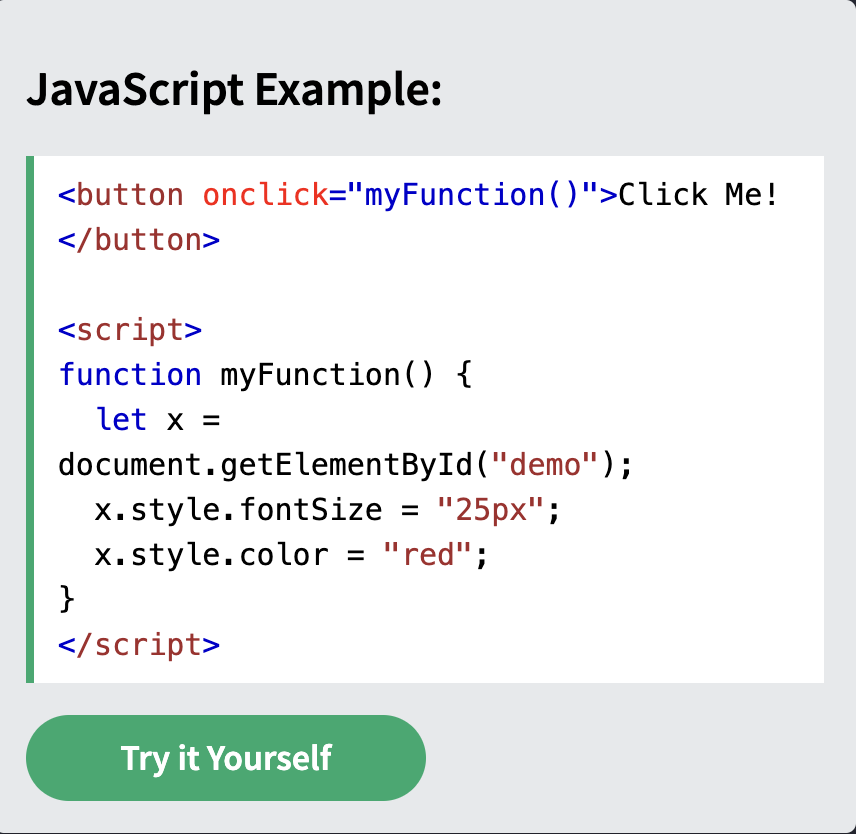 JavaScript Example:
<button onclick="myFunction()">Click Me!
</button>
<script>
function myFunction() {
  let x =
document.getElementById("demo");
  x.style.fontSize = "25px";
  x.style.color = "red";
}
</script>
Try it Yourself